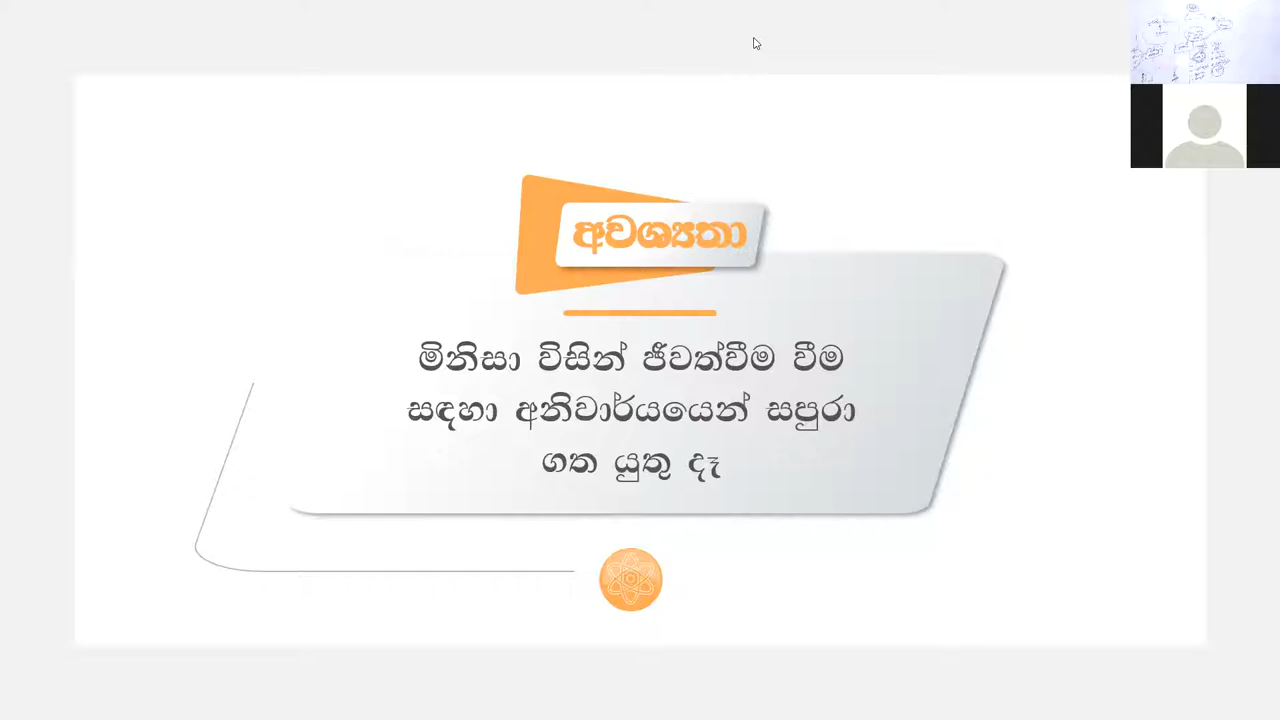 අවශ්‍යතා
මිනිසා විසින් ජීවත්වීම වීම
සඳහා අනිවාර්යයෙන් සපුරා
ගත යුතු දෑ